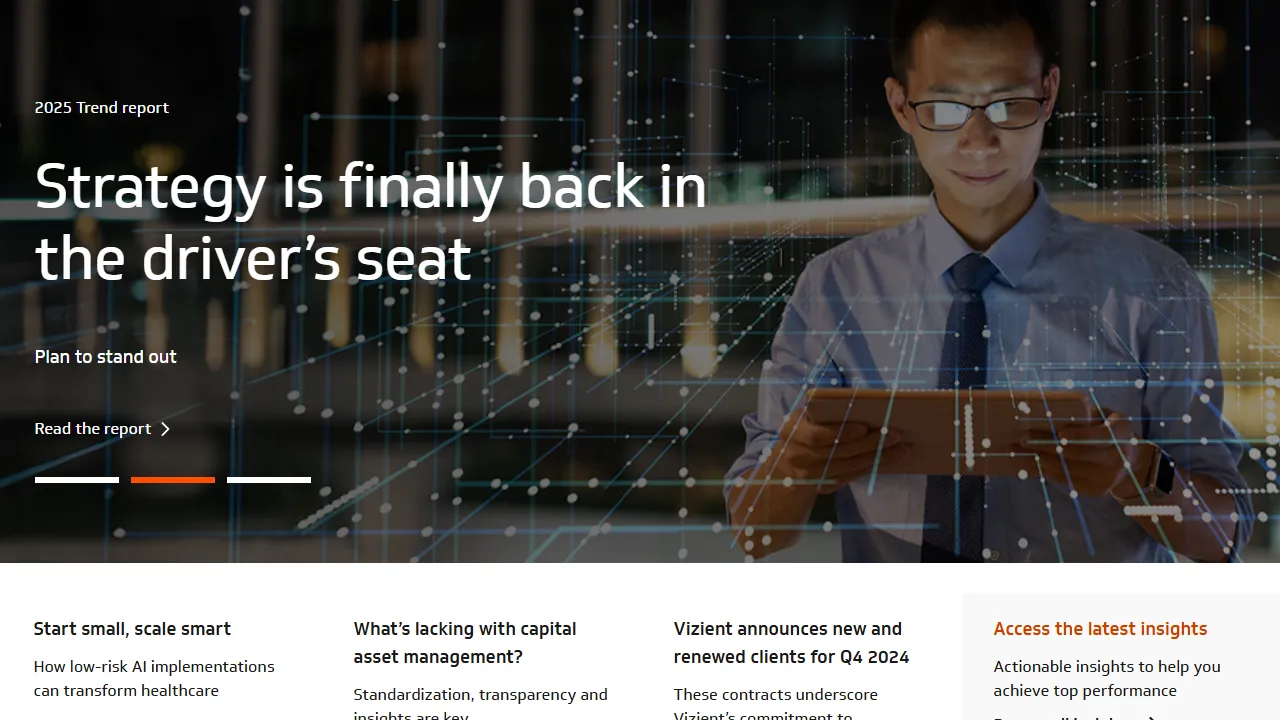 2025 Trend report
Strategy is finally back in
the driver's seat
Plan to stand out
Read the report
Start small, scale smart
How low-risk AI implementations
can transform healthcare
What's lacking with capital
asset management?
Standardization, transparency and
insights are key
Vizient announces new and
renewed clients for Q4 2024
These contracts underscore
Vizient's commitment to
Access the latest insights
Actionable insights to help you
achieve top performance